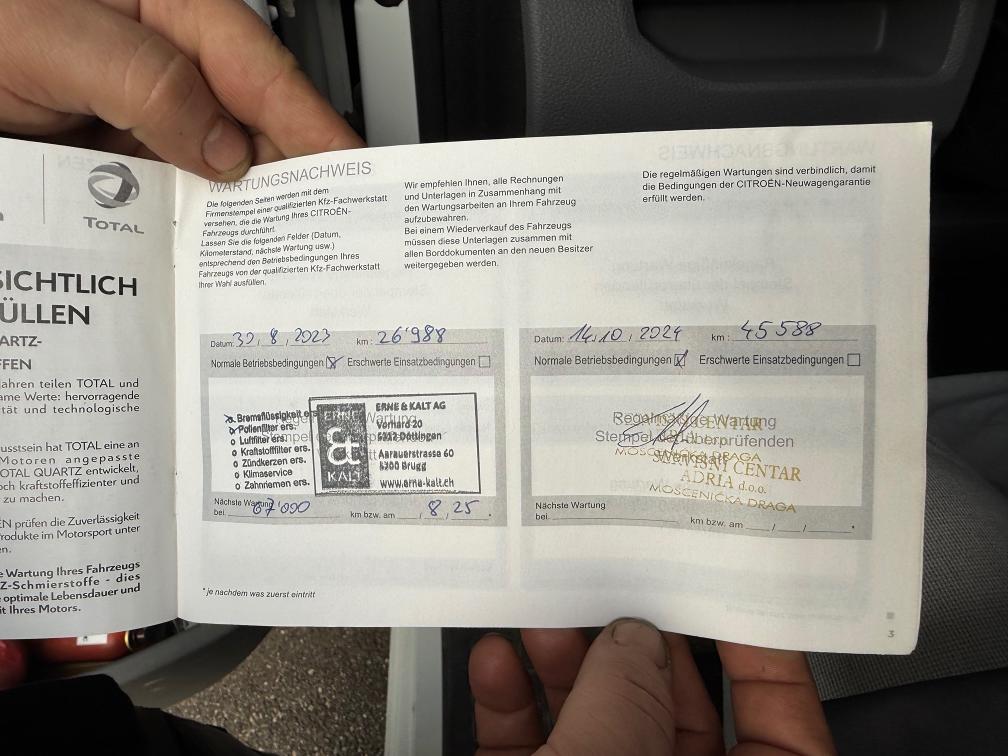 TOTAL
SICHTLICH
ÜLLEN
ARTZ-
FFEN
ahren teilen TOTAL und
ame Werte: hervorragende
tät und technologische
usstsein hat TOTAL eine an
Motoren angepasste
OTAL QUARTZ entwickelt,
och kraftstoffeffizienter und
zu machen.
EN prüfen die Zuverlässigkeit
rodukte im Motorsport unter
en.
e Wartung Ihres Fahrzeugs
Z-Schmierstoffe - dies
optimale Lebensdauer und
it Ihres Motors.
WARTUNGSNACHWEIS
Die folgenden Seiten werden mit dem
Firmenstempel einer qualifizierten Kfz-Fachwerkstatt
versehen, die die Wartung Ihres CITROËN-
Fahrzeugs durchführt.
Lassen Sie die folgenden Felder (Datum,
Kilometerstand, nächste Wartung usw.)
entsprechend den Betriebsbedingungen Ihres
Fahrzeugs von der qualifizierten Kfz-Fachwerkstatt
Ihrer Wahl ausfüllen.
Wir empfehlen Ihnen, alle Rechnungen
und Unterlagen in Zusammenhang mit
den Wartungsarbeiten an Ihrem Fahrzeug
aufzubewahren.
Bei einem Wiederverkauf des Fahrzeugs
müssen diese Unterlagen zusammen mit
allen Borddokumenten an den neuen Besitzer
weitergegeben werden.
Die regelmäßigen Wartungen sind verbindlich, damit
die Bedingungen der CITROËN-Neuwagengarantie
erfüllt werden.
Datum: 30, 8, 2023 km: 26'988
Normale Betriebsbedingungen Erschwerte Einsatzbedingungen
Bremsflüssigkeit ers.
Pollenfilter ers.
o Luftfilter ers.
o Kraftstofffilter ers.
o Zündkerzen ers.
o Klimaservice
o Zahnriemen ers.
ERNE
&
KALT
ERNE & KALT AG
Vorhard 20
5312 Döttingen
Aarauerstrasse 60
5200 Brugg
www.erne-kalt.ch
Nächste Wartung
bei 67'000 km bzw. am / 8 / 25 *
Datum: 14,10, 2024 km: 45 588
Normale Betriebsbedingungen Erschwerte Einsatzbedingungen
Regelmäßige Wartung
Stempel des überprüfenden
CENTAR
MOŠĆENIČKA DRAGA
SERVISNI CENTAR
ADRIA d.o.o.
MOŠĆENIČKA DRAGA
Nächste Wartung
bei km bzw. am / / *
*je nachdem was zuerst eintritt
3